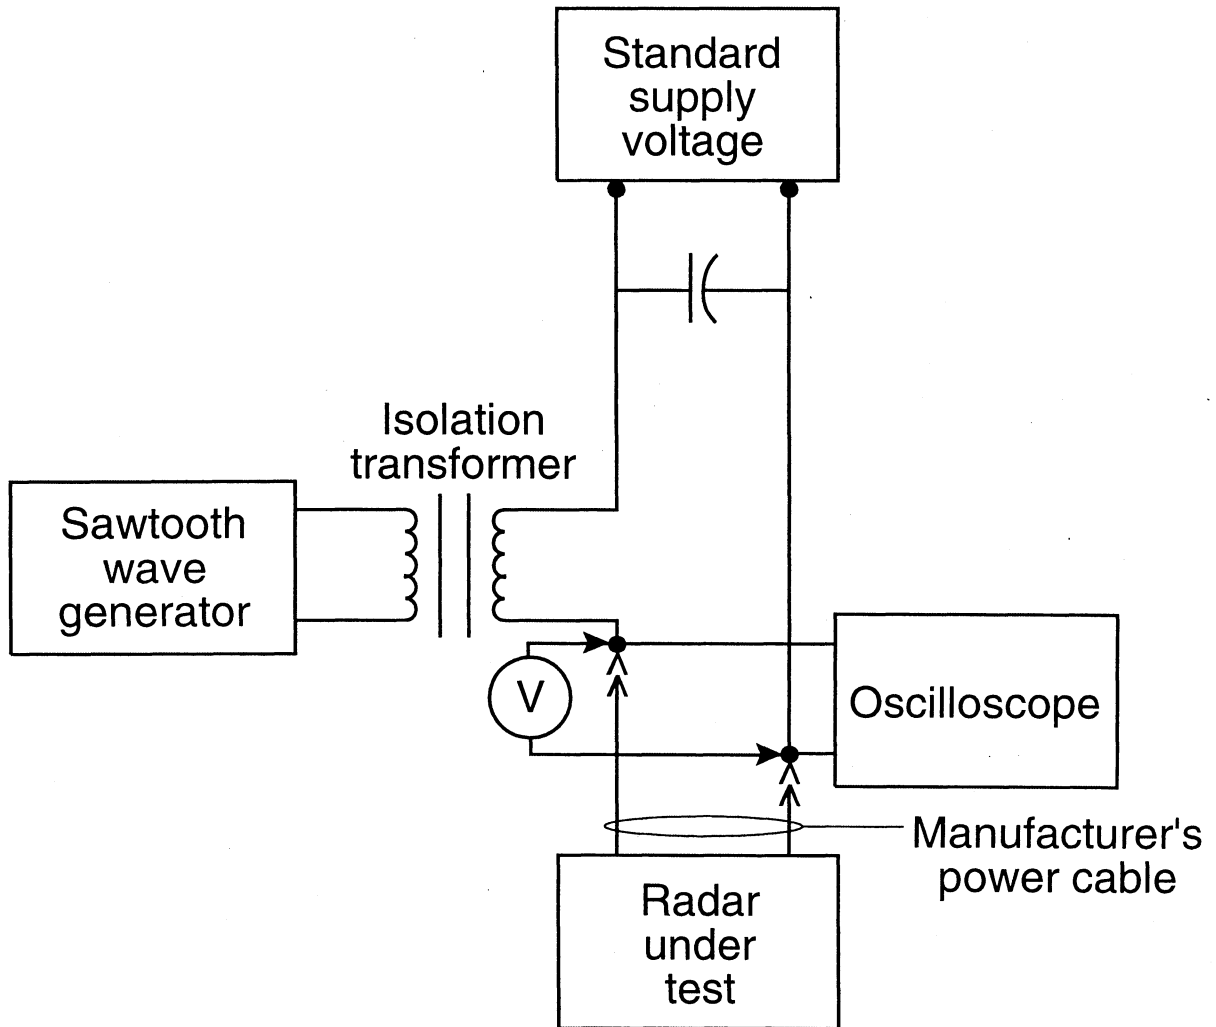 Standard
supply
voltage
Isolation
transformer
Sawtooth
wave
generator
V
Oscilloscope
Manufacturer's
power cable
Radar
under
test